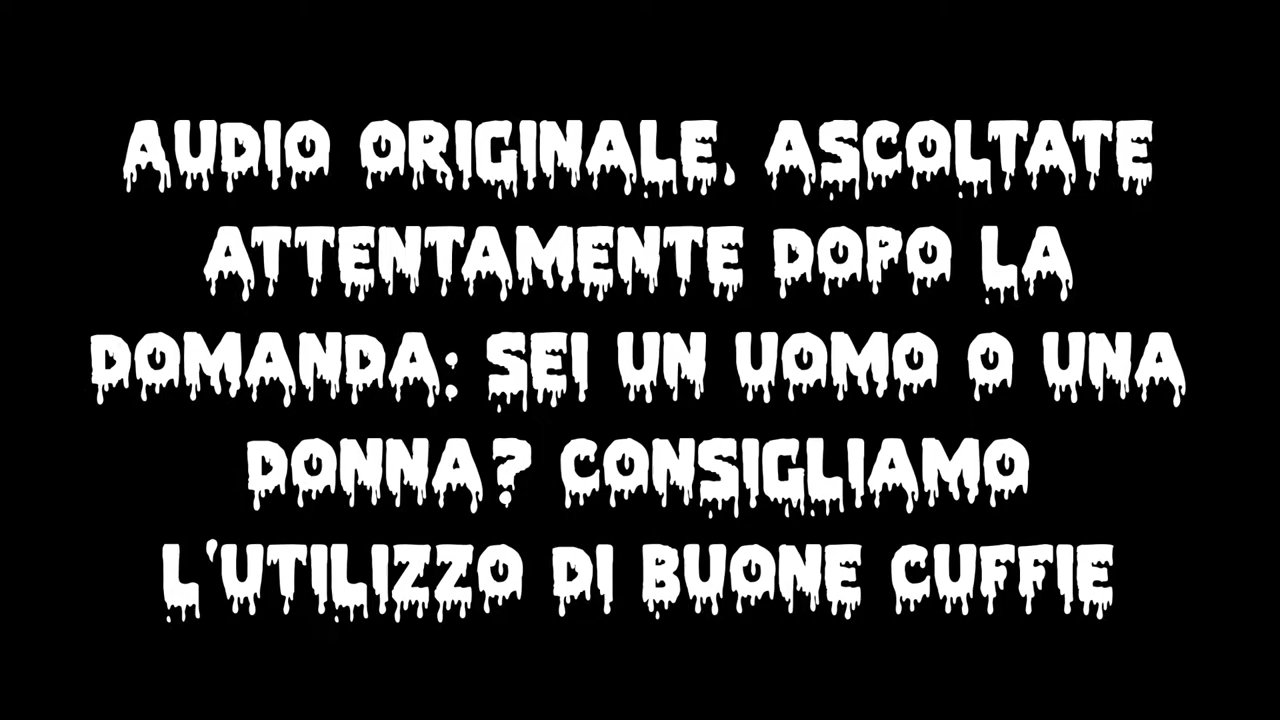 AUDIO ORIGINALE. ASCOLTATE
ATTENTAMENTE DOPO LA
DOMANDA: SEI UN UOMO O UNA
DONNA? CONSIGLIAMO
L'UTILIZZO DI BUONE CUFFIE